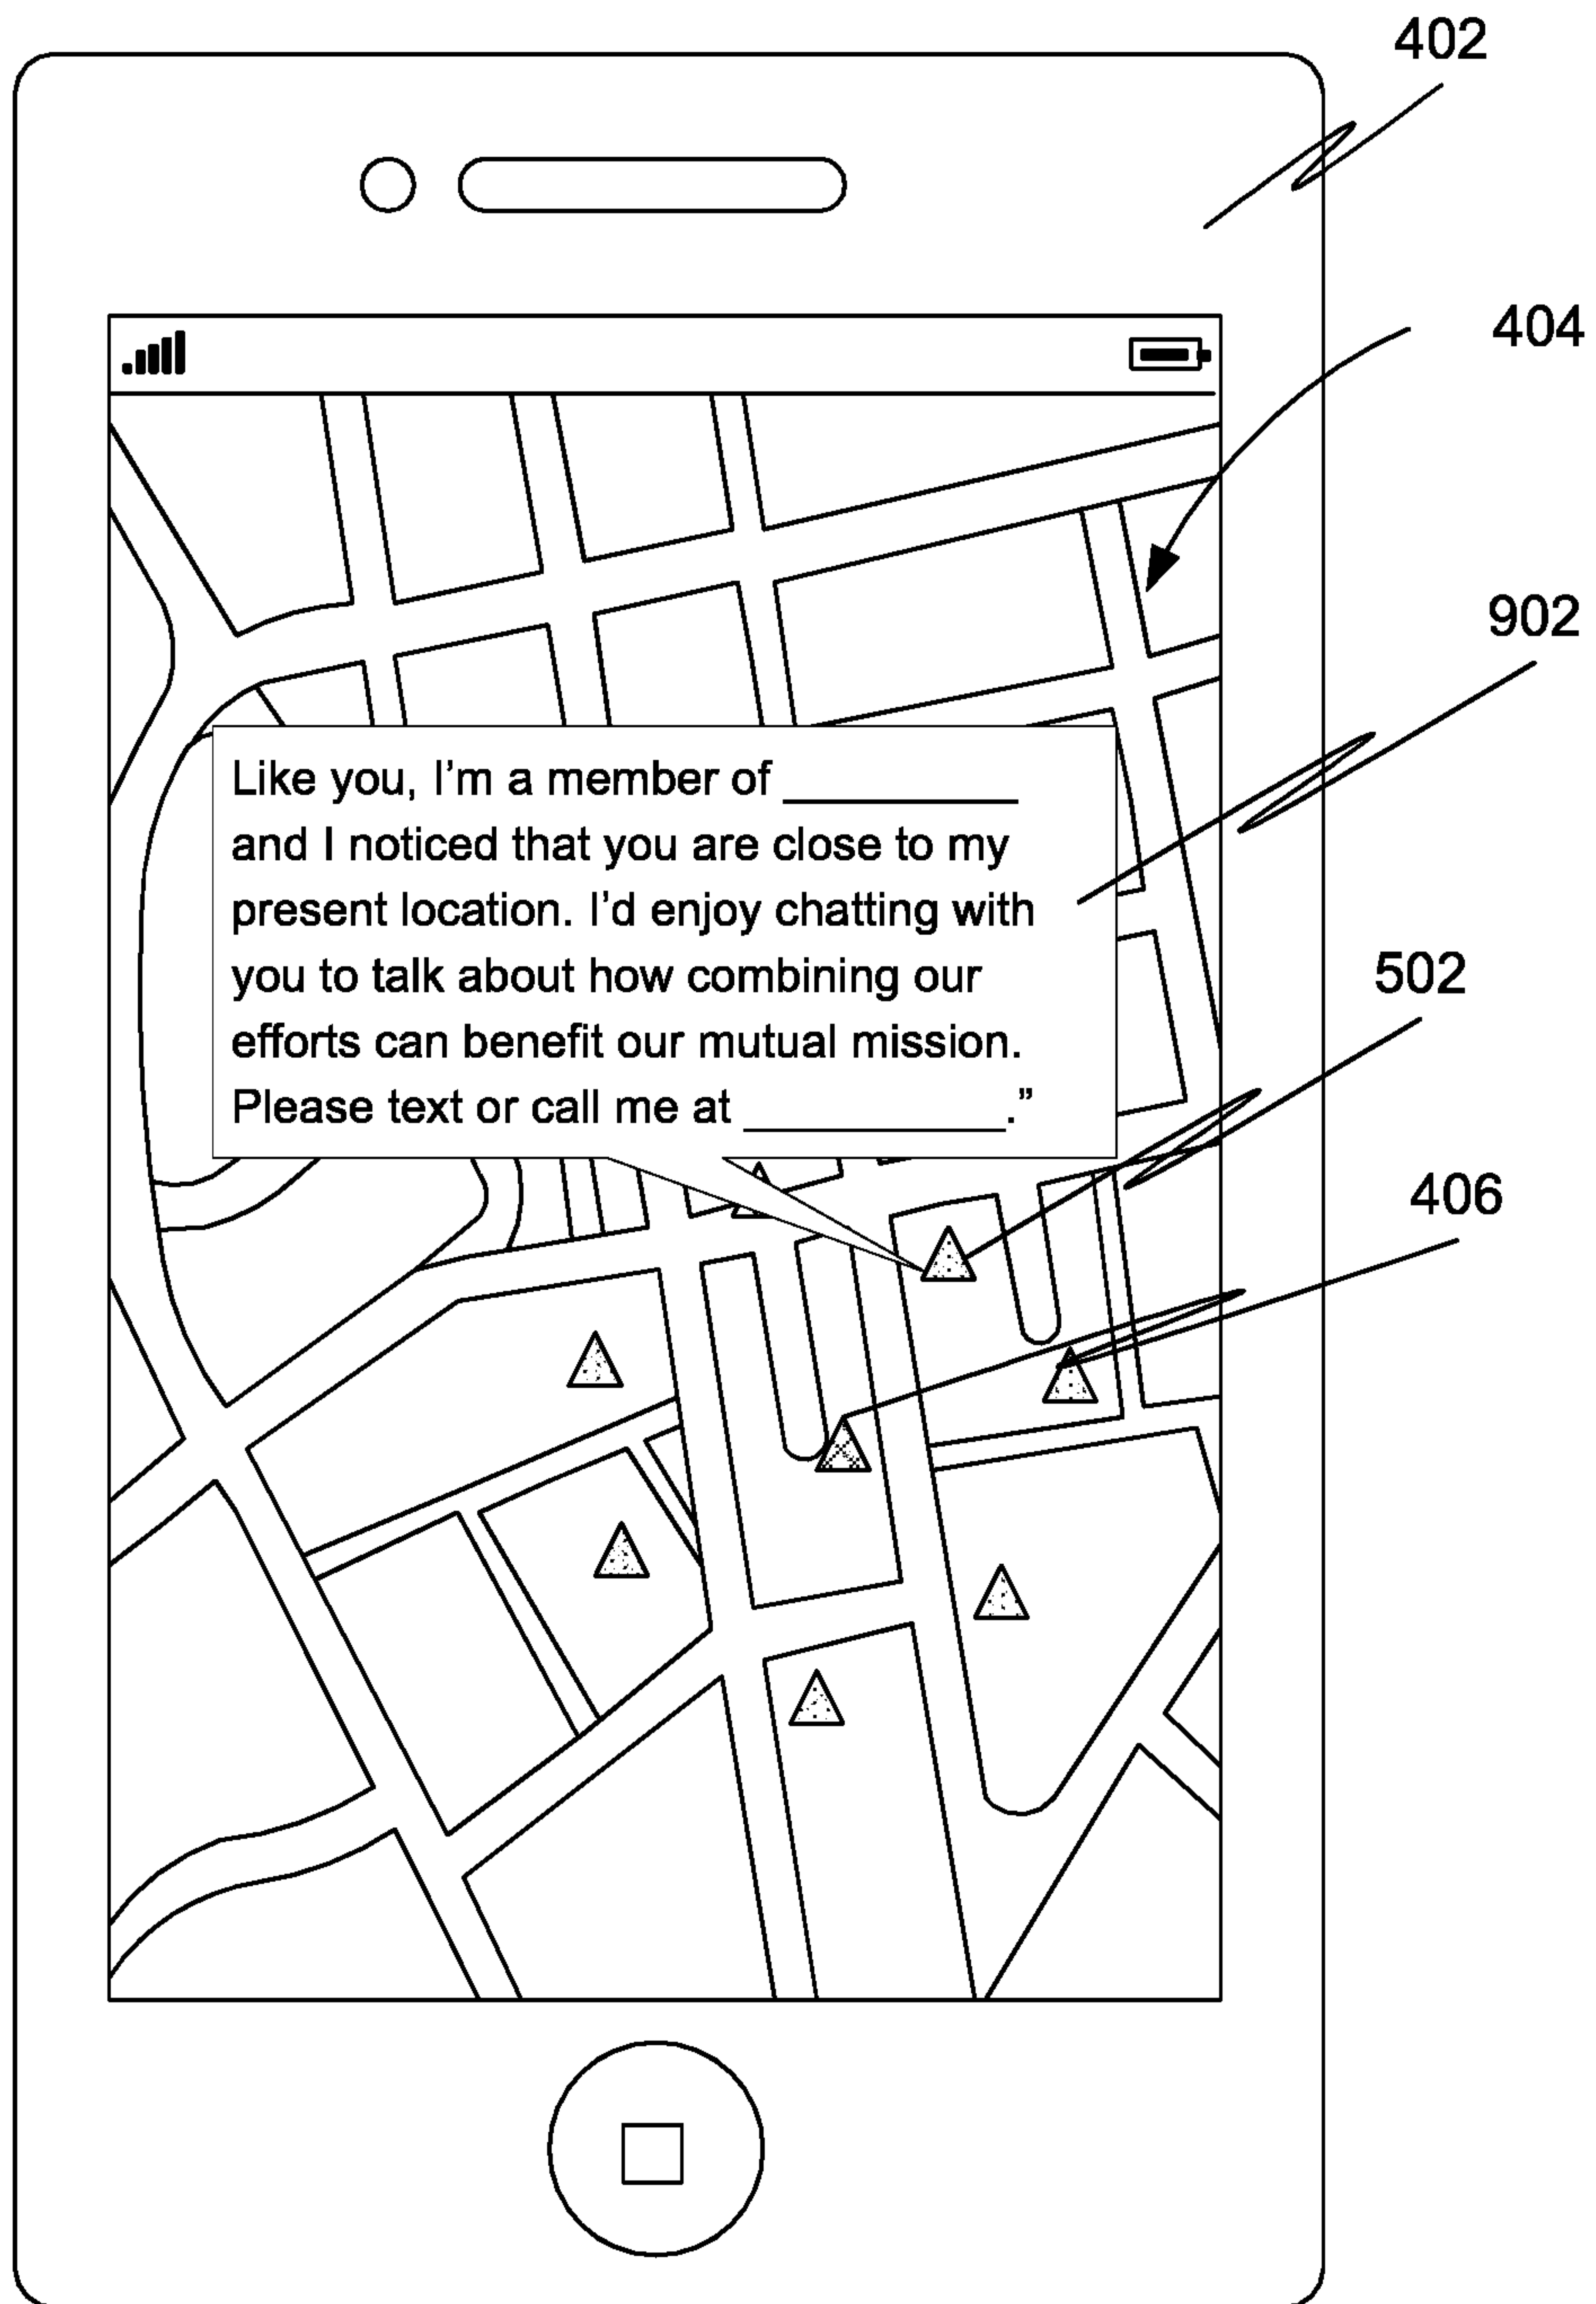 402
404
902
Like you, I’m a member of ___________
and I noticed that you are close to my
present location. I’d enjoy chatting with
you to talk about how combining our
efforts can benefit our mutual mission.
Please text or call me at ____________.”
502
406